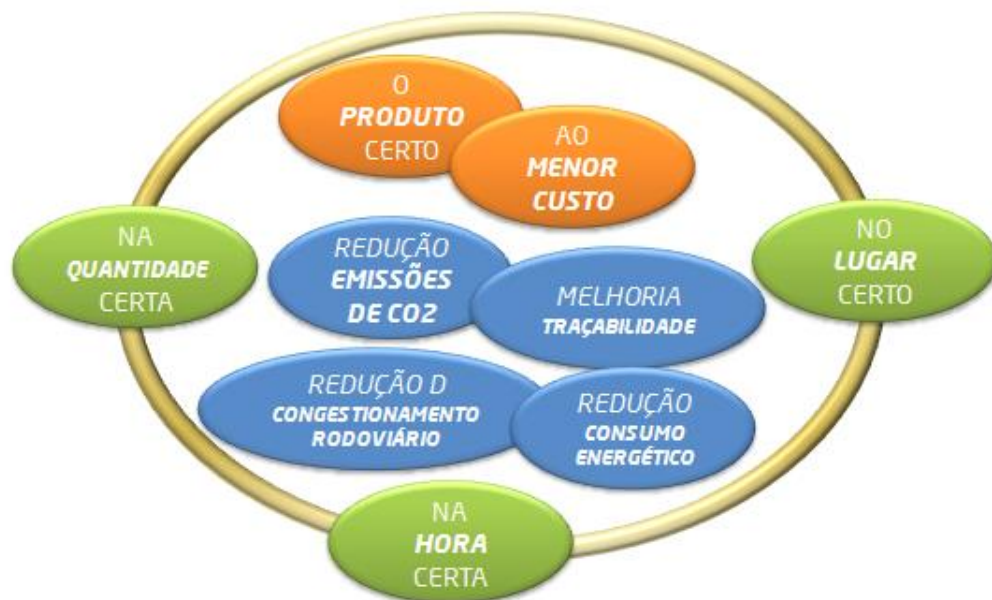 O
PRODUTO
CERTO
AO
MENOR
CUSTO
NA
QUANTIDADE
CERTA
NO
LUGAR
CERTO
REDUÇÃO
EMISSÕES
DE CO2
MELHORIA
TRAÇABILIDADE
REDUÇÃO D
CONGESTIONAMENTO
RODOVIÁRIO
REDUÇÃO
CONSUMO
ENERGÉTICO
NA
HORA
CERTA